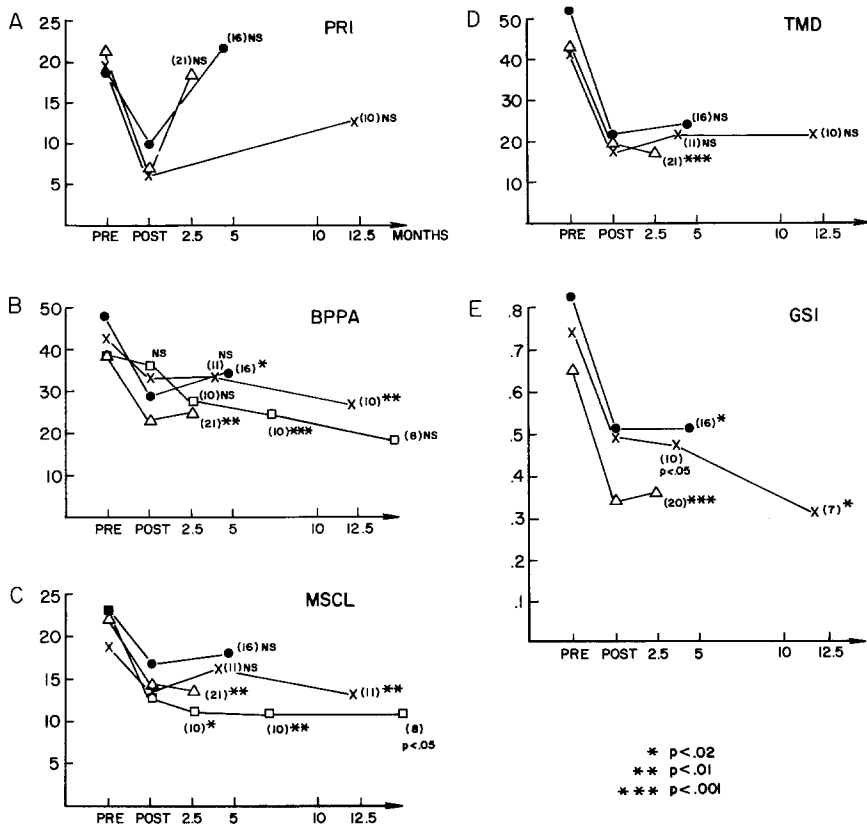 A
PRI
25
20
15
10
5
(16)NS
(21)NS
(10)NS
PRE POST 2.5 5 10 12.5 MONTHS
B
BPPA
50
40
30
20
10
NS
NS
(11)
(16)*
(10)NS
(10)**
(21)**
(10)***
(8)NS
PRE POST 2.5 5 10 12.5
C
MSCL
25
20
15
10
5
(16)NS
(11)NS
(21)**
(11)**
(10)*
(10)**
(8)
p<.05
PRE POST 2.5 5 10 12.5
D
TMD
50
40
30
20
10
(16)NS
(11)NS
(10)NS
(21)***
PRE POST 2.5 5 10 12.5
E
GSI
.8
.7
.6
.5
.4
.3
.2
.1
(16)*
(10)
p<.05
(20)***
(7)*
PRE POST 2.5 5 10 12.5
* p<.02
** p<.01
*** p<.001